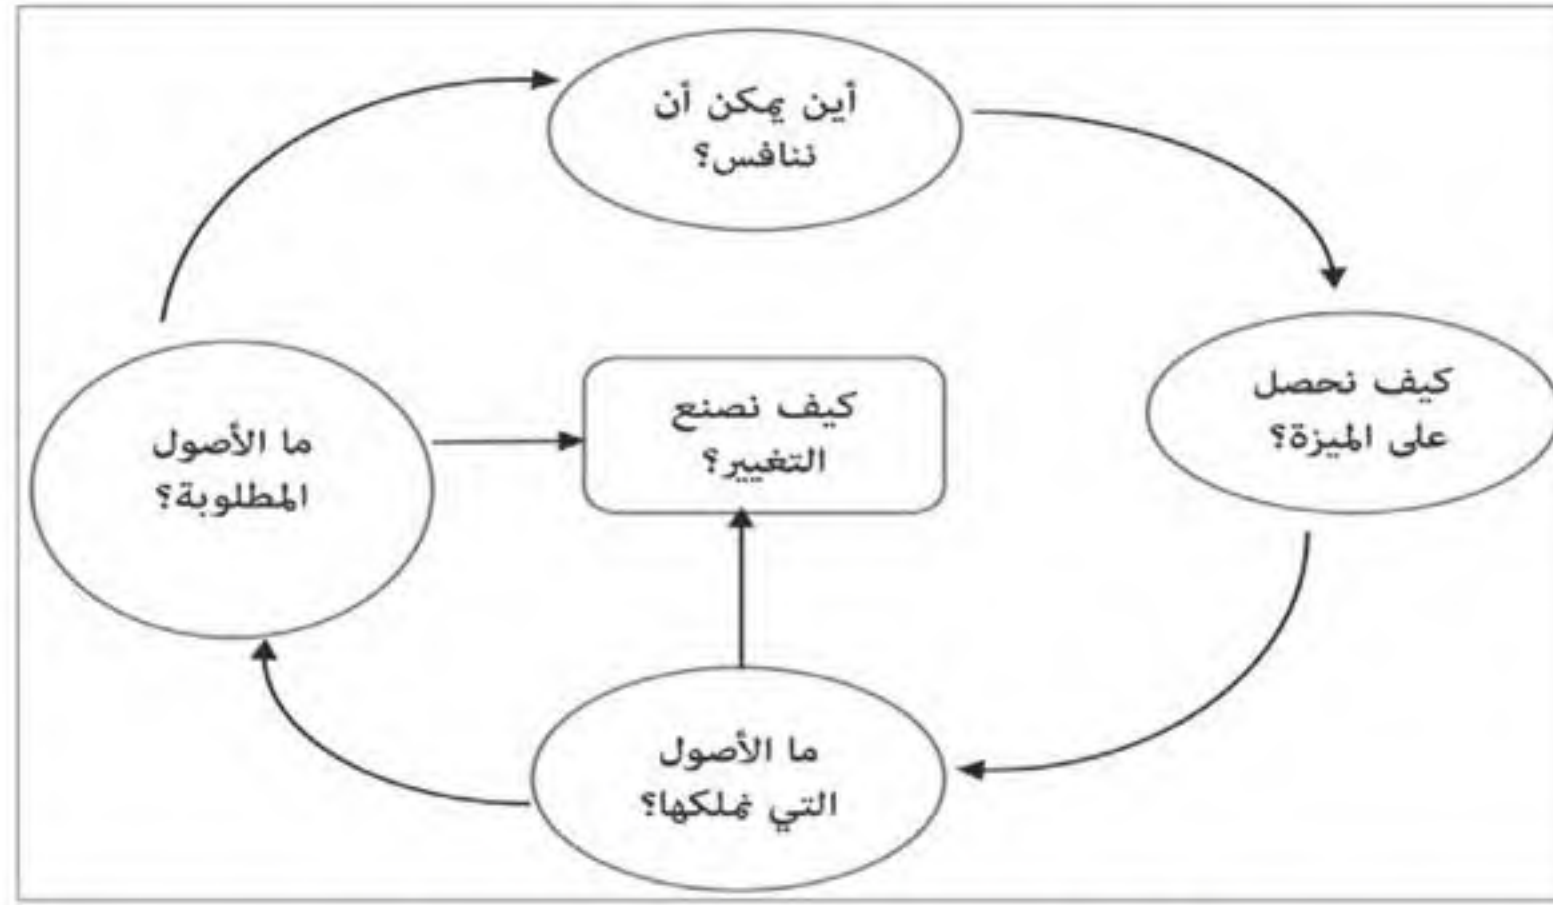 أين يمكن أن
ننافس؟
كيف نحصل
على الميزة؟
كيف نصنع
التغيير؟
ما الأصول
المطلوبة؟
ما الأصول
التي نملكها؟